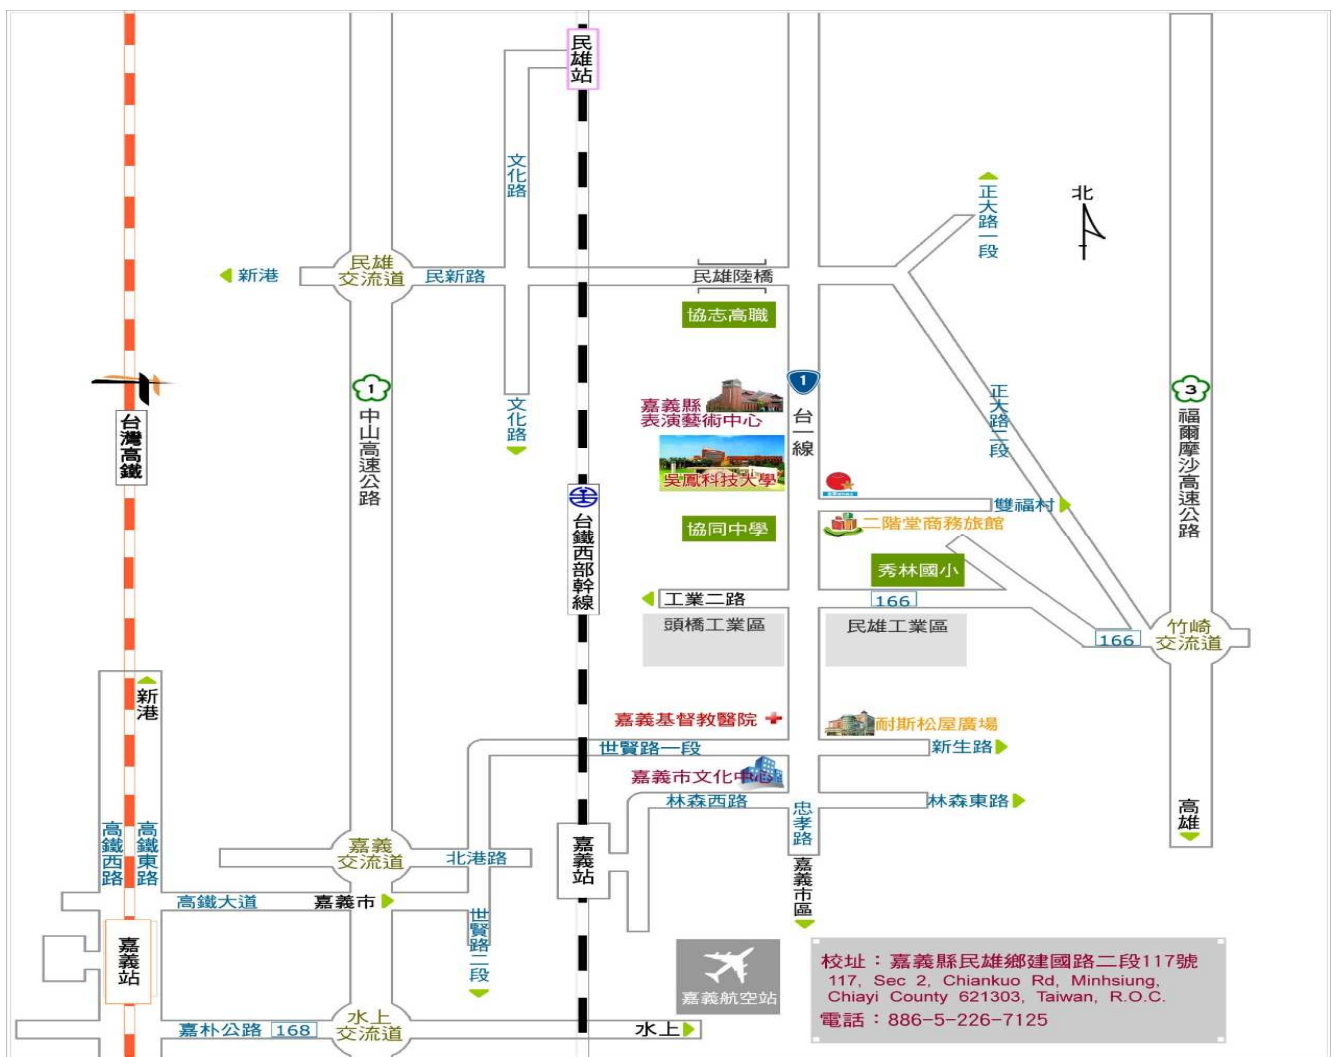 民雄站
文化路
正大路一段
北
民雄
交流道
新港
民新路
民雄陸橋
協志高職
1
1
3
台灣高鐵
中山高速公路
文化路
嘉義縣
表演藝術中心
台一線
正大路二段
福爾摩沙高速公路
吳鳳科技大學
雙福村
台鐵西部幹線
協同中學
二階堂商務旅館
秀林國小
工業二路
166
頭橋工業區
民雄工業區
166
竹崎
交流道
新港
嘉義基督教醫院
耐斯松屋廣場
世賢路一段
新生路
嘉義市文化中心
林森西路
忠孝路
林森東路
高雄
高鐵西路
高鐵東路
嘉義
交流道
北港路
嘉義站
嘉義市區
高鐵大道
嘉義市
世賢路二段
嘉義站
嘉義航空站
校址：嘉義縣民雄鄉建國路二段117號
117, Sec 2, Chiankuo Rd, Minhsiung,
Chiayi County 621303, Taiwan, R.O.C.
電話：886-5-226-7125
嘉朴公路 168
水上
交流道
水上